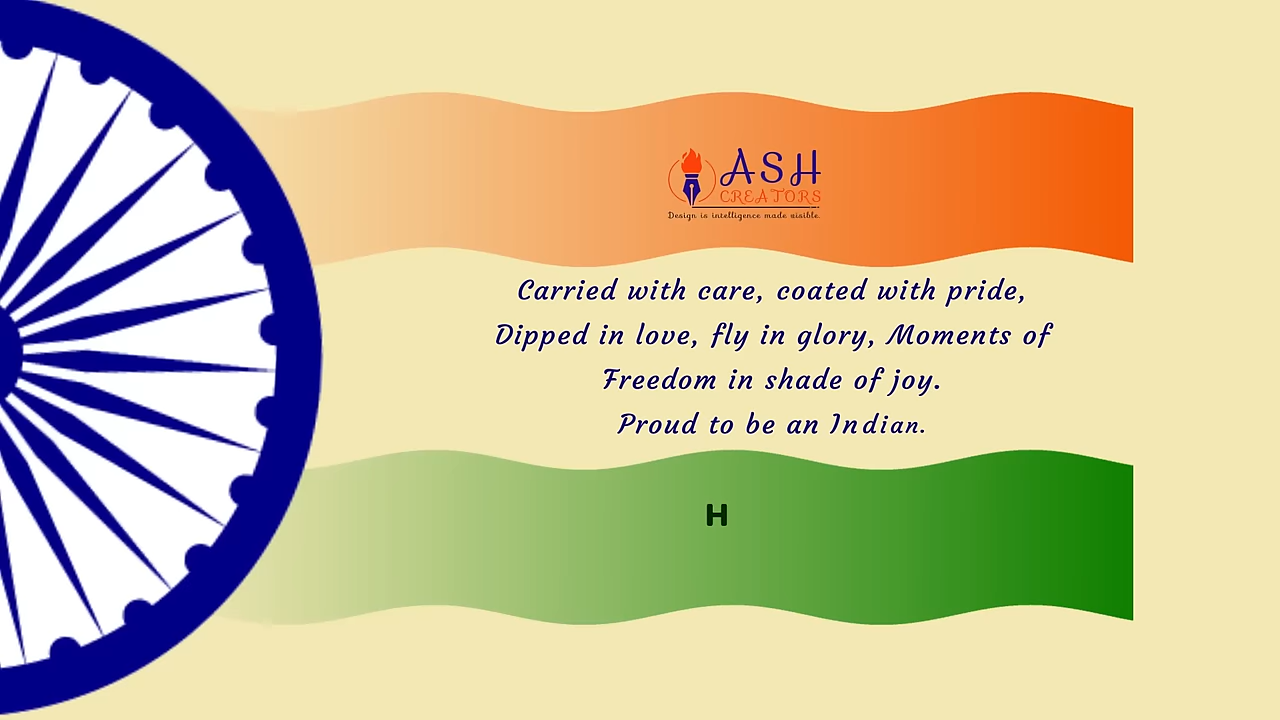 ASH
CREATORS
Design is intelligence made visible.
Carried with care, coated with pride,
Dipped in love, fly in glory, Moments of
Freedom in shade of joy.
Proud to be an Indian.
H